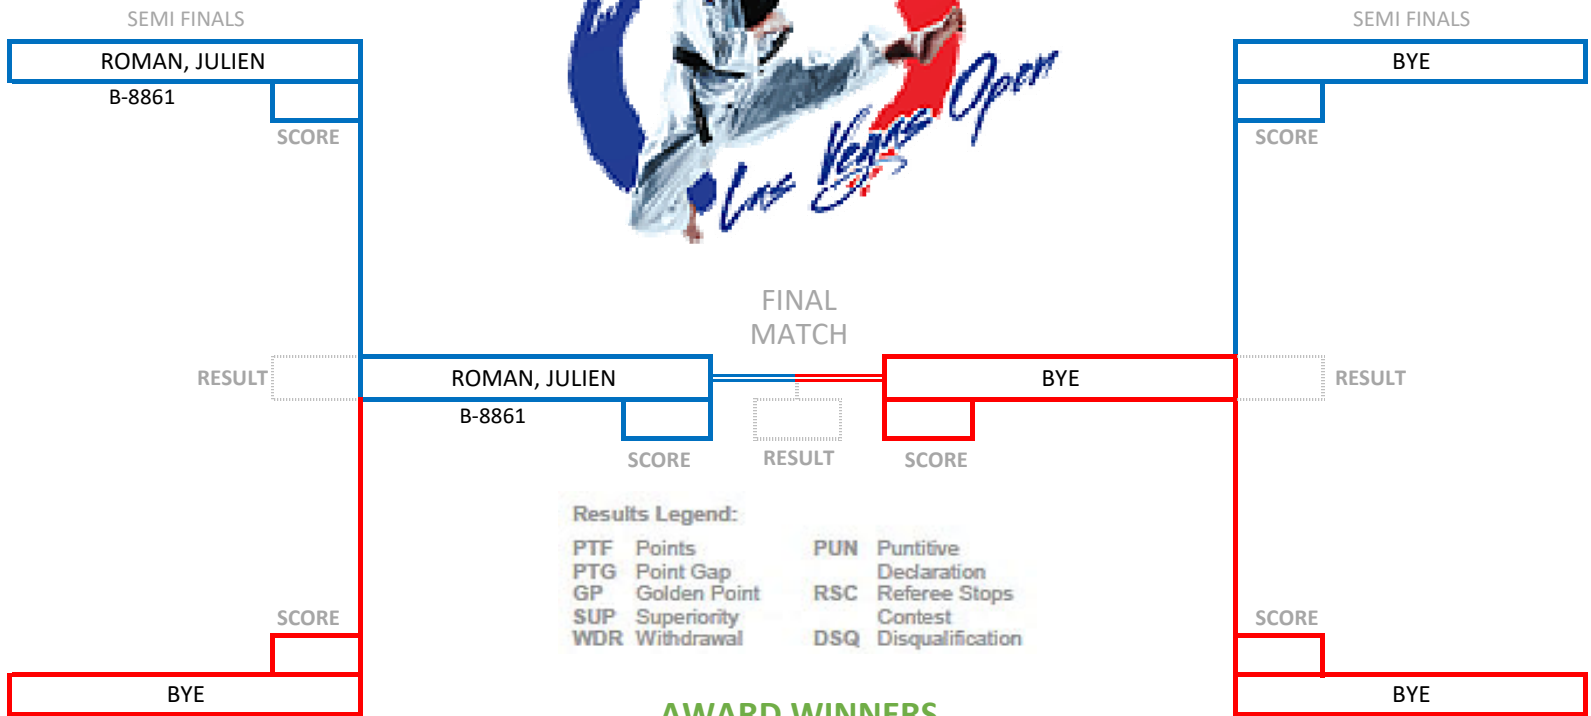 SEMI FINALS
SEMI FINALS
ROMAN, JULIEN
BYE
B-8861
SCORE
SCORE
Las Vegas Open
FINAL
MATCH
RESULT
ROMAN, JULIEN
BYE
RESULT
B-8861
SCORE
RESULT
SCORE
Results Legend:
PTF Points
PTG Point Gap
GP Golden Point
SUP Superiority
WDR Withdrawal
PUN Puntitive
Declaration
RSC Referee Stops
Contest
DSQ Disqualification
SCORE
SCORE
BYE
BYE
AWARD WINNERS